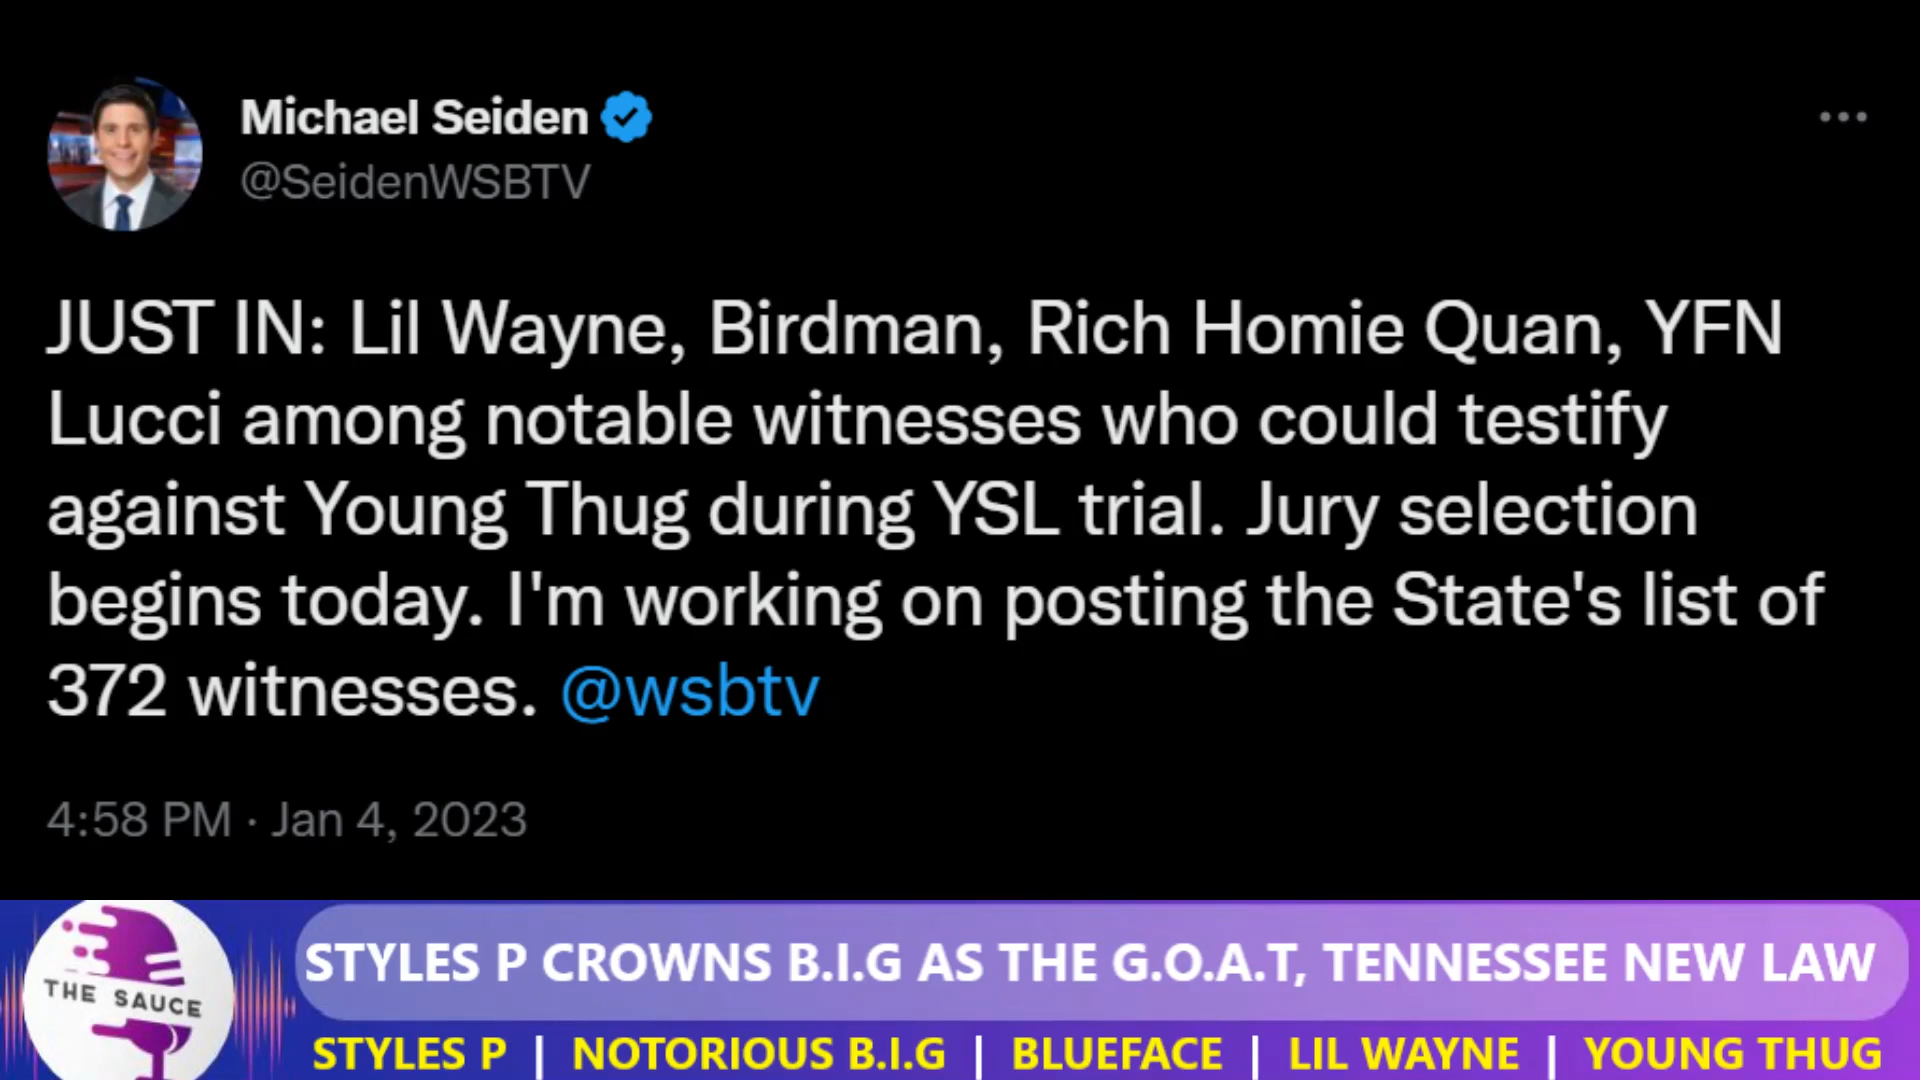 Michael Seiden
@SeidenWSBTV
JUST IN: Lil Wayne, Birdman, Rich Homie Quan, YFN
Lucci among notable witnesses who could testify
against Young Thug during YSL trial. Jury selection
begins today. I'm working on posting the State's list of
372 witnesses. @wsbtv
4:58 PM · Jan 4, 2023
THE SAUCE
STYLES P CROWNS B.I.G AS THE G.O.A.T, TENNESSEE NEW LAW
STYLES P | NOTORIOUS B.I.G | BLUEFACE | LIL WAYNE | YOUNG THUG